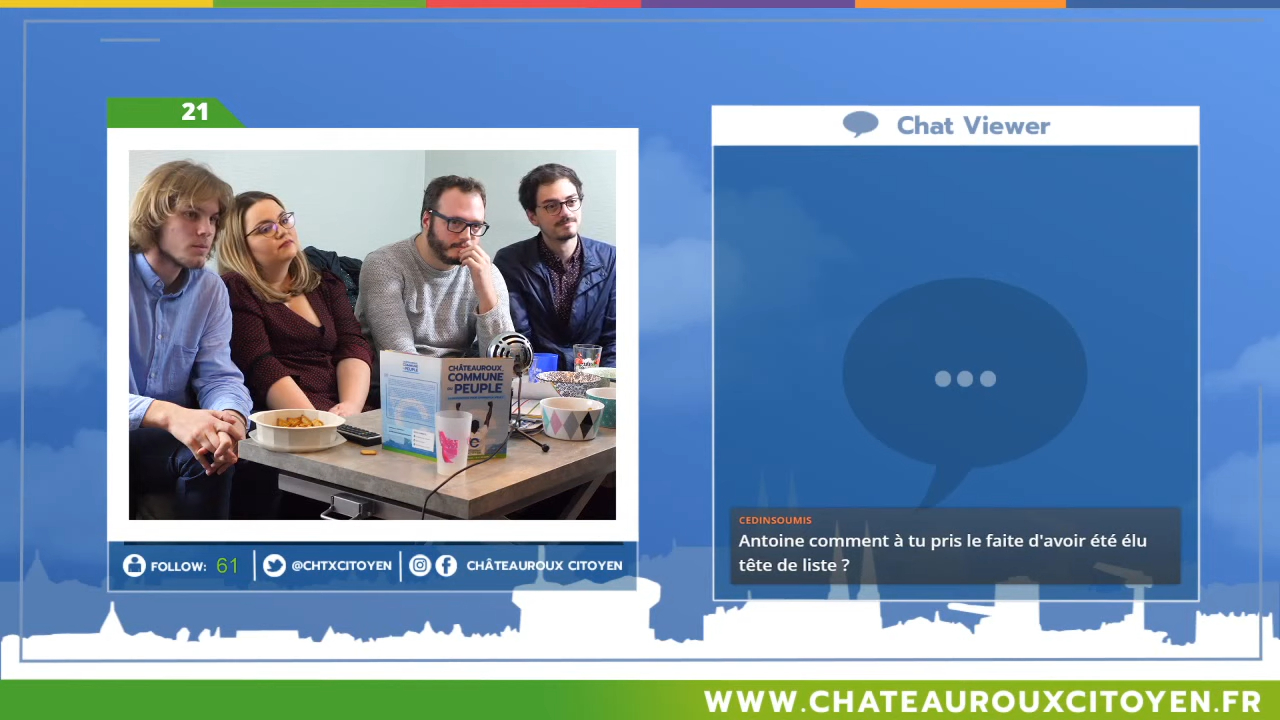 21
Chat Viewer
CHÂTEAUROUX
COMMUNE
PEUPLE
CEDINSOUMIS
Antoine comment à tu pris le faite d'avoir été élu
tête de liste ?
FOLLOW: 61
@CHTXCITOYEN
CHÂTEAUROUX CITOYEN
WWW.CHATEAUROUXCITOYEN.FR